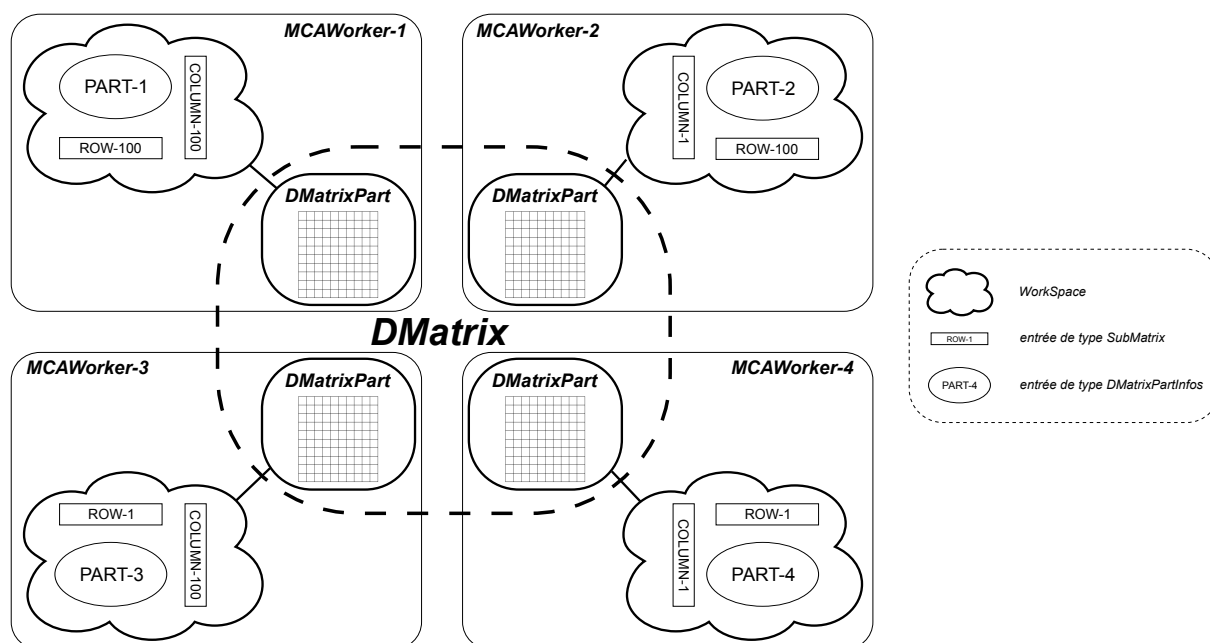 MCAWorker-1
PART-1
COLUMN-100
ROW-100
DMatrixPart
MCAWorker-2
COLUMN-1
PART-2
ROW-100
DMatrixPart
DMatrix
MCAWorker-3
DMatrixPart
ROW-1
COLUMN-100
PART-3
MCAWorker-4
DMatrixPart
COLUMN-1
ROW-1
PART-4
WorkSpace
ROW-1
entrée de type SubMatrix
PART-4
entrée de type DMatrixPartInfos